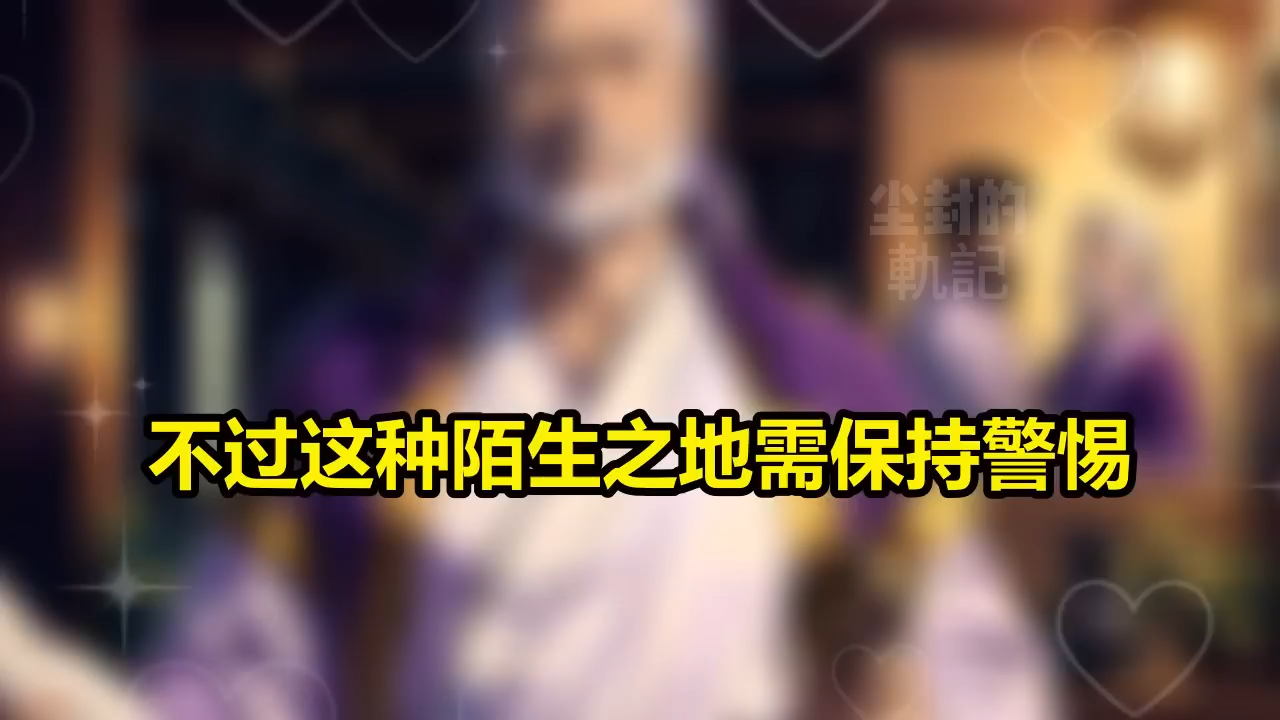 尘封的
軌記
不过这种陌生之地需保持警惕